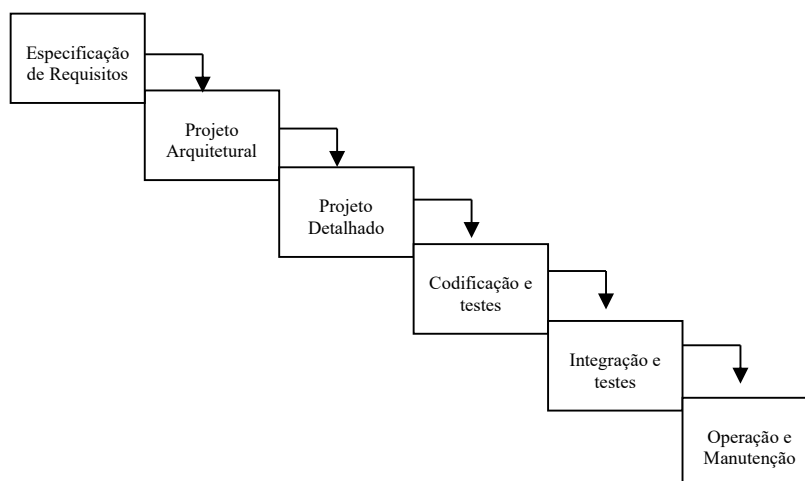 Especificação
de Requisitos
Projeto
Arquitetural
Projeto
Detalhado
Codificação e
testes
Integração e
testes
Operação e
Manutenção